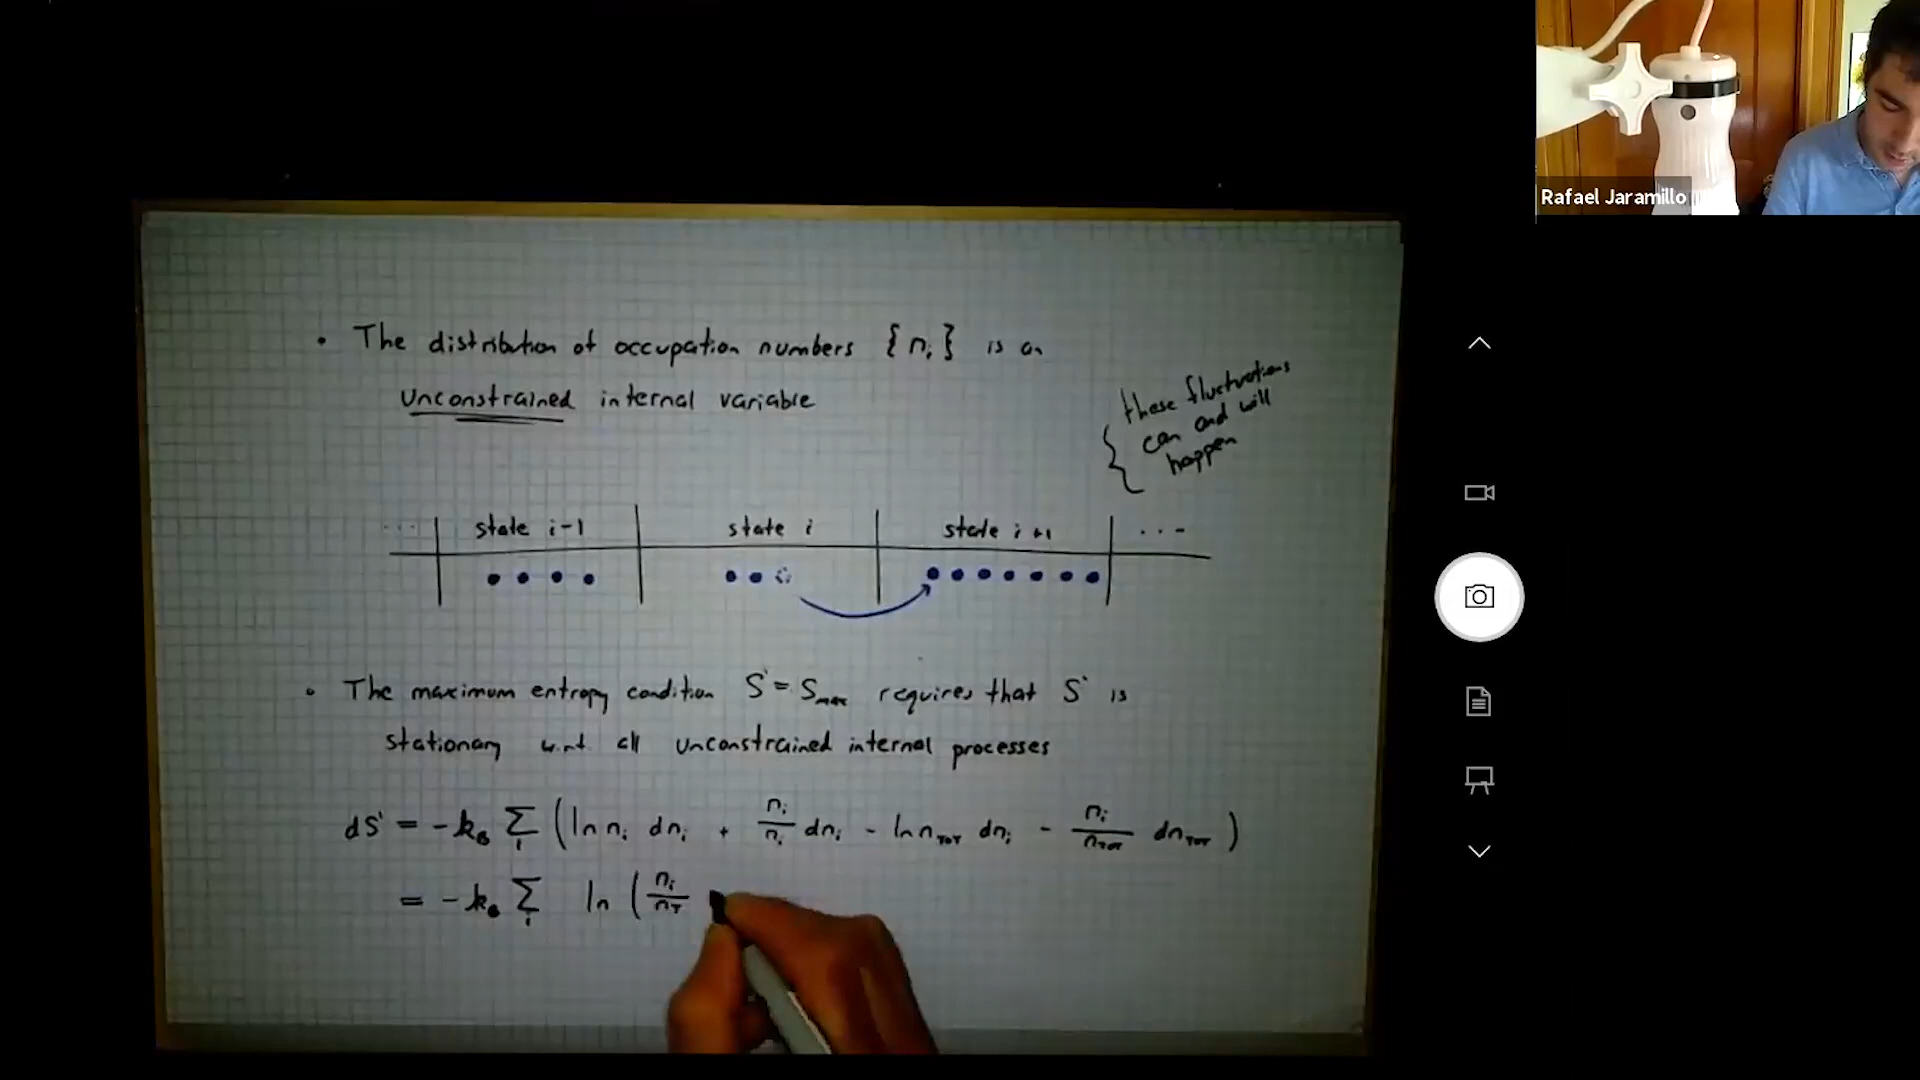 Rafael Jaramillo
• The distribution of occupation numbers {nᵢ} is an
unconstrained internal variable
these fluctuations
can and will
happen
... state i-1 state i state i+1 ...
• The maximum entropy condition S = Smax requires that S is
stationary w.r.t. all unconstrained internal processes
dS = -k_B Σ_i (ln nᵢ dnᵢ + nᵢ/nᵢ dnᵢ - ln n_TOT dnᵢ - nᵢ/n_TOT dn_TOT)
= -k_B Σ_i ln (nᵢ/n_T